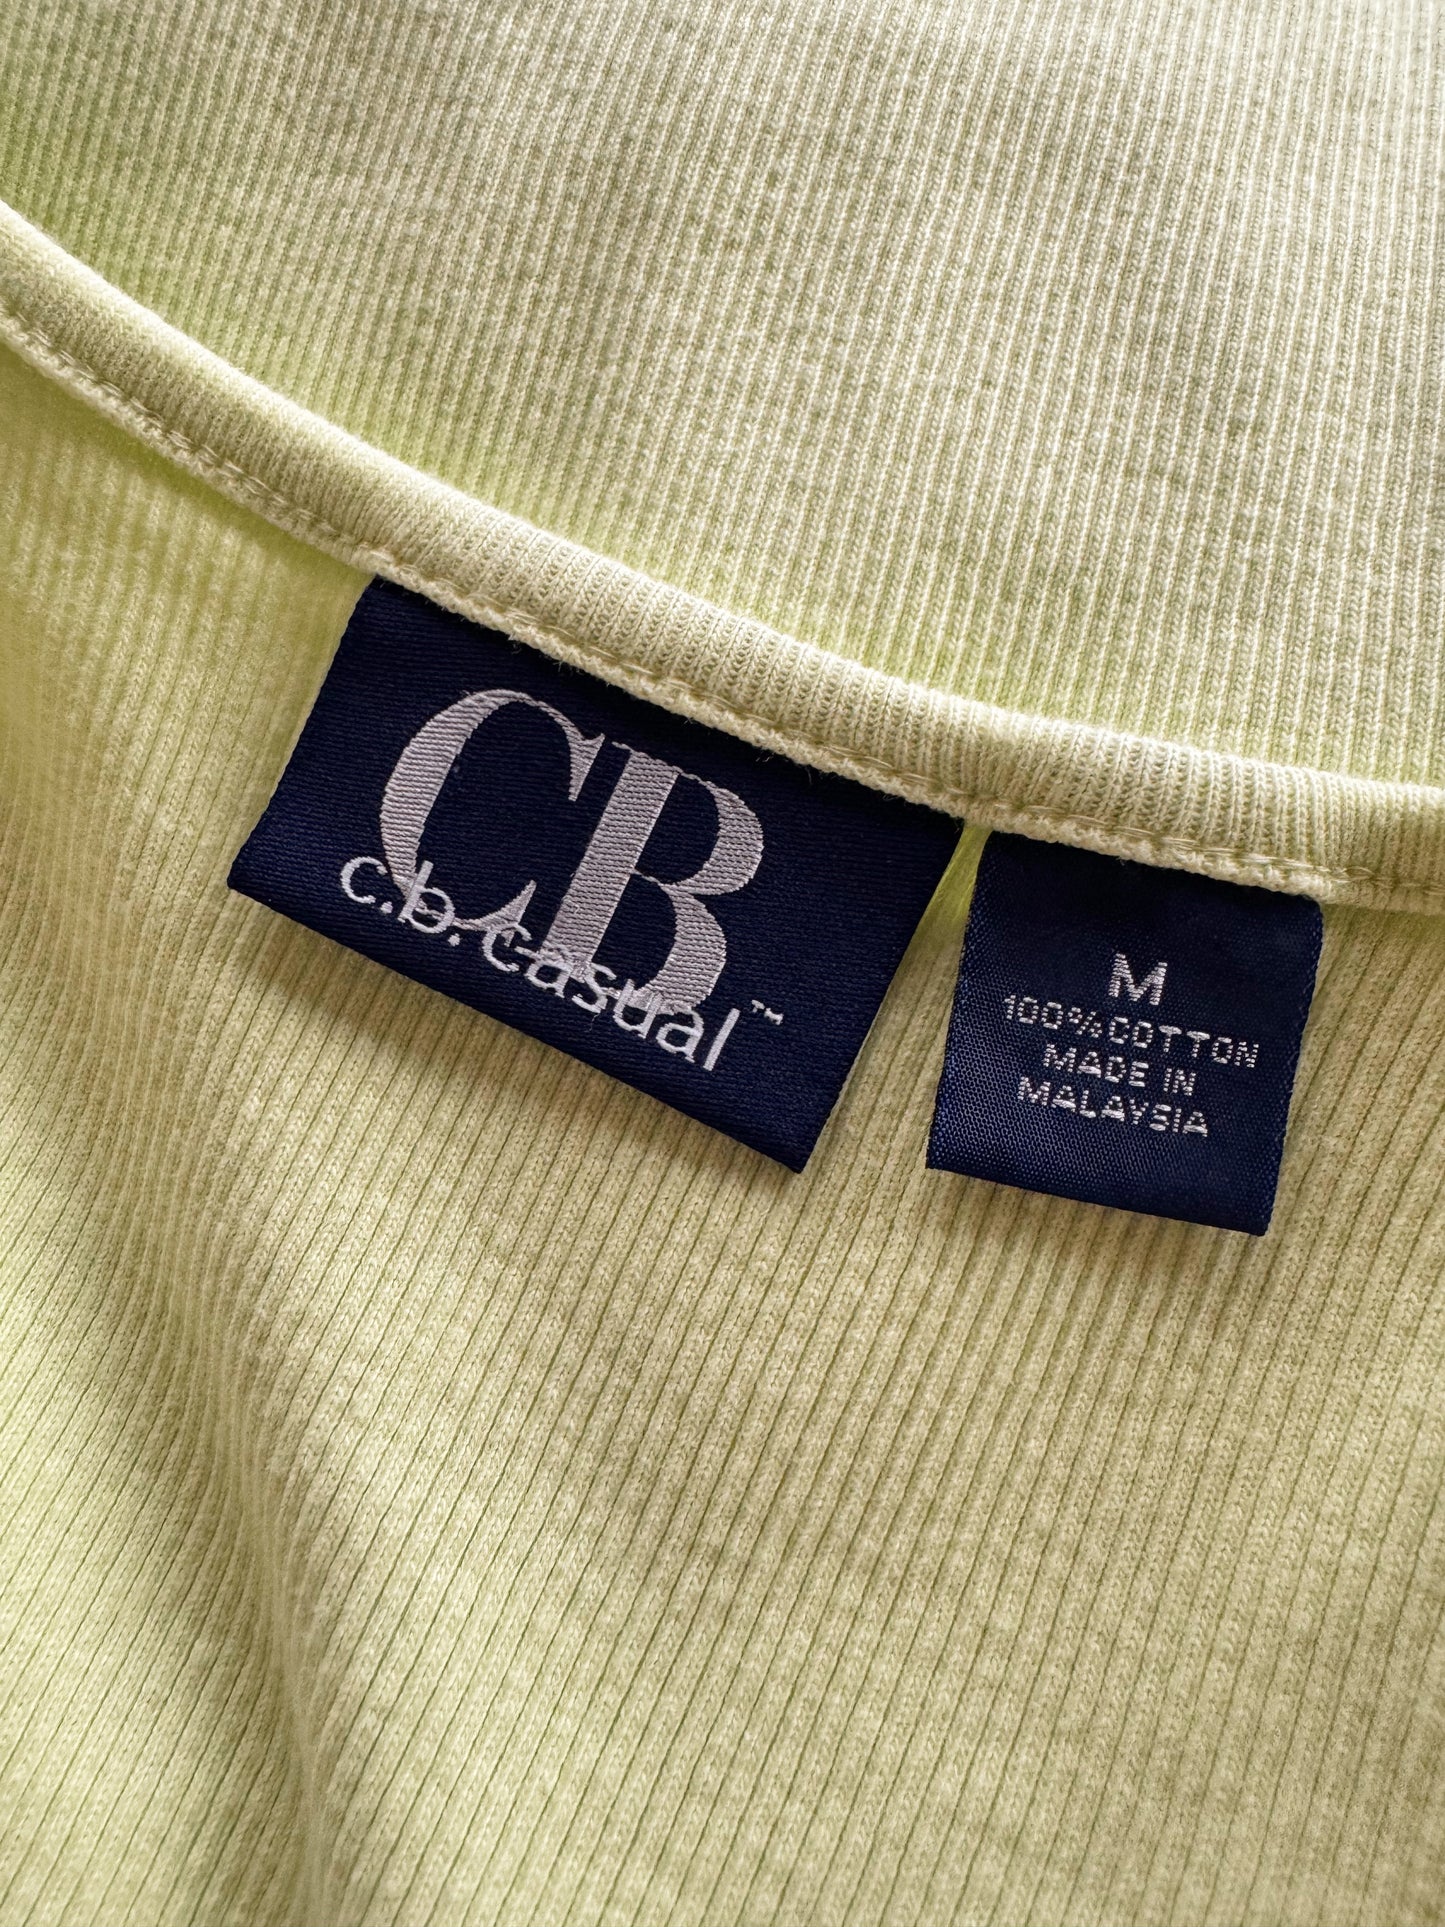 CB
c.b. casual™
M
100% COTTON
MADE IN
MALAYSIA